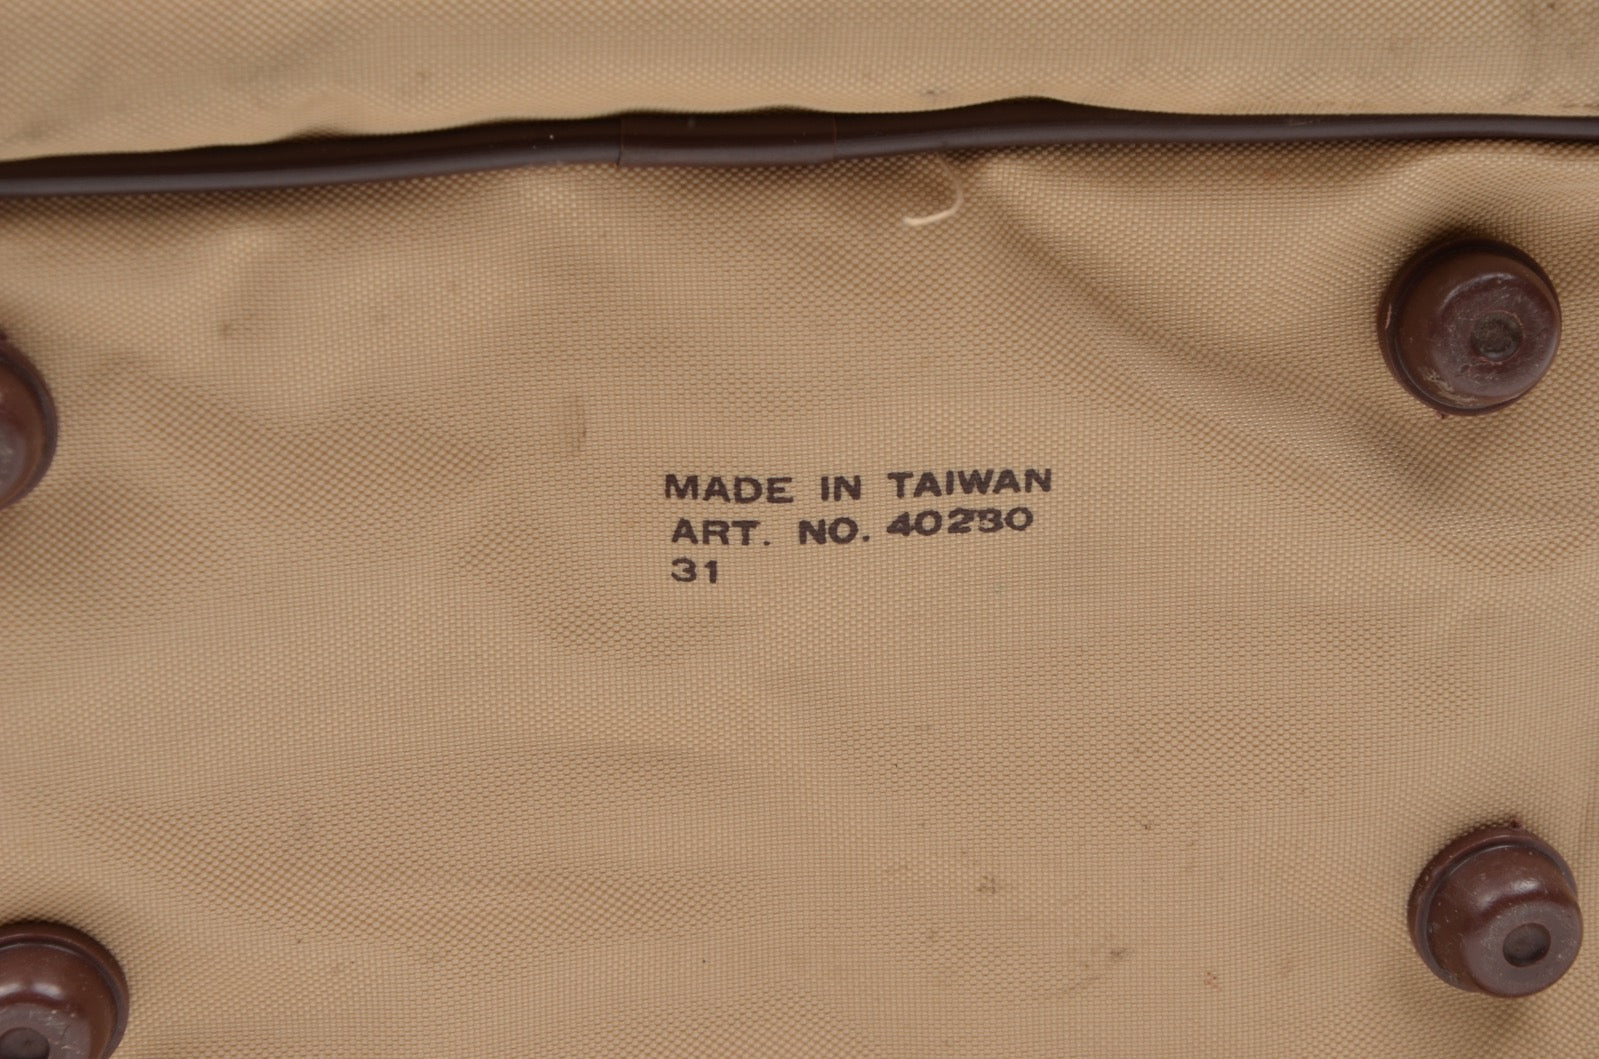 MADE IN TAIWAN
ART. NO. 40230
31